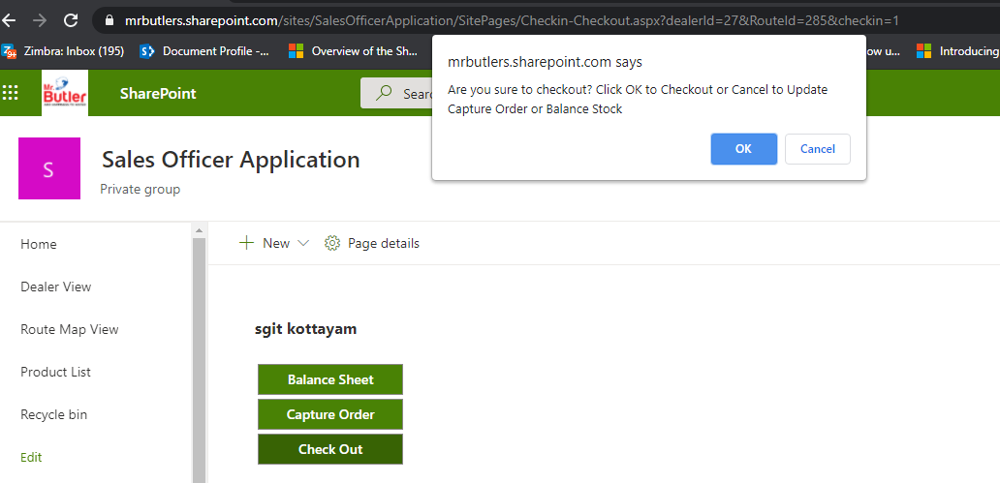 mrbutlers.sharepoint.com/sites/SalesOfficerApplication/SitePages/Checkin-Checkout.aspx?dealerId=27&RouteId=285&checkin=1
Zimbra: Inbox (195)
Document Profile -...
Overview of the Sh...
ow u...
Introducing
mrbutlers.sharepoint.com says
Are you sure to checkout? Click OK to Checkout or Cancel to Update
Capture Order or Balance Stock
OK
Cancel
Mr.
Butler
SharePoint
Sear
S
Sales Officer Application
Private group
Home
Dealer View
Route Map View
Product List
Recycle bin
Edit
New
Page details
sgit kottayam
Balance Sheet
Capture Order
Check Out